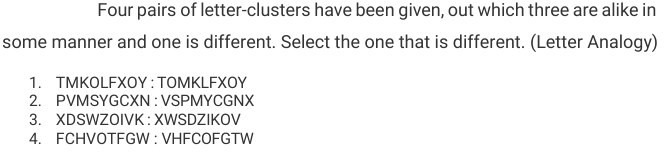 Four pairs of letter-clusters have been given, out which three are alike in
some manner and one is different. Select the one that is different. (Letter Analogy)
1. TMKOLFXOY : TOMKLFXOY
2. PVMSYGCXN : VSPMYCGNX
3. XDSWZOIVK : XWSDZIKOV
4. FCHVOTFGW : VHFCOFGTW